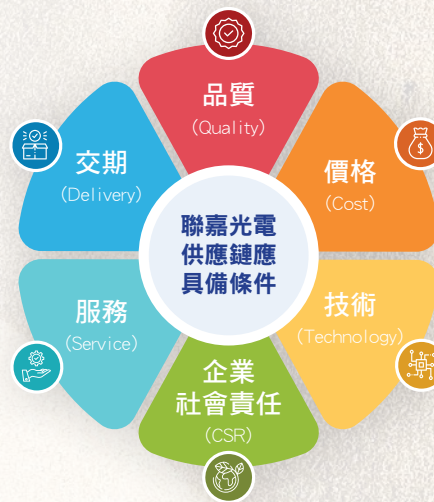 品質
(Quality)
價格
(Cost)
技術
(Technology)
企業
社會責任
(CSR)
服務
(Service)
交期
(Delivery)
聯嘉光電
供應鏈應
具備條件